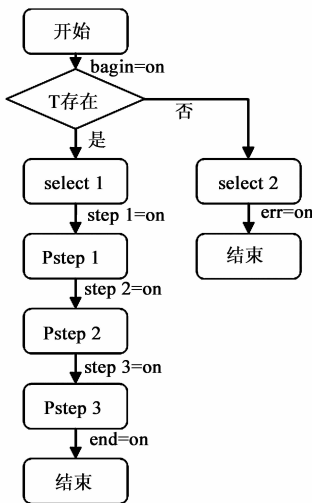 开始
bagin=on
T存在
否
是
select 1
select 2
step 1=on
err=on
Pstep 1
结束
step 2=on
Pstep 2
step 3=on
Pstep 3
end=on
结束